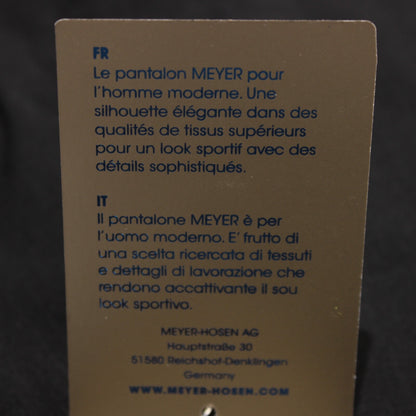 FR
Le pantalon MEYER pour
l'homme moderne. Une
silhouette élégante dans des
qualités de tissus supérieurs
pour un look sportif avec des
détails sophistiqués.
IT
Il pantalone MEYER è per
l'uomo moderno. E' frutto di
una scelta ricercata di tessuti
e dettagli di lavorazione che
rendono accattivante il sou
look sportivo.
MEYER-HOSEN AG
Hauptstraße 30
51580 Reichshof-Denklingen
Germany
WWW.MEYER-HOSEN.COM